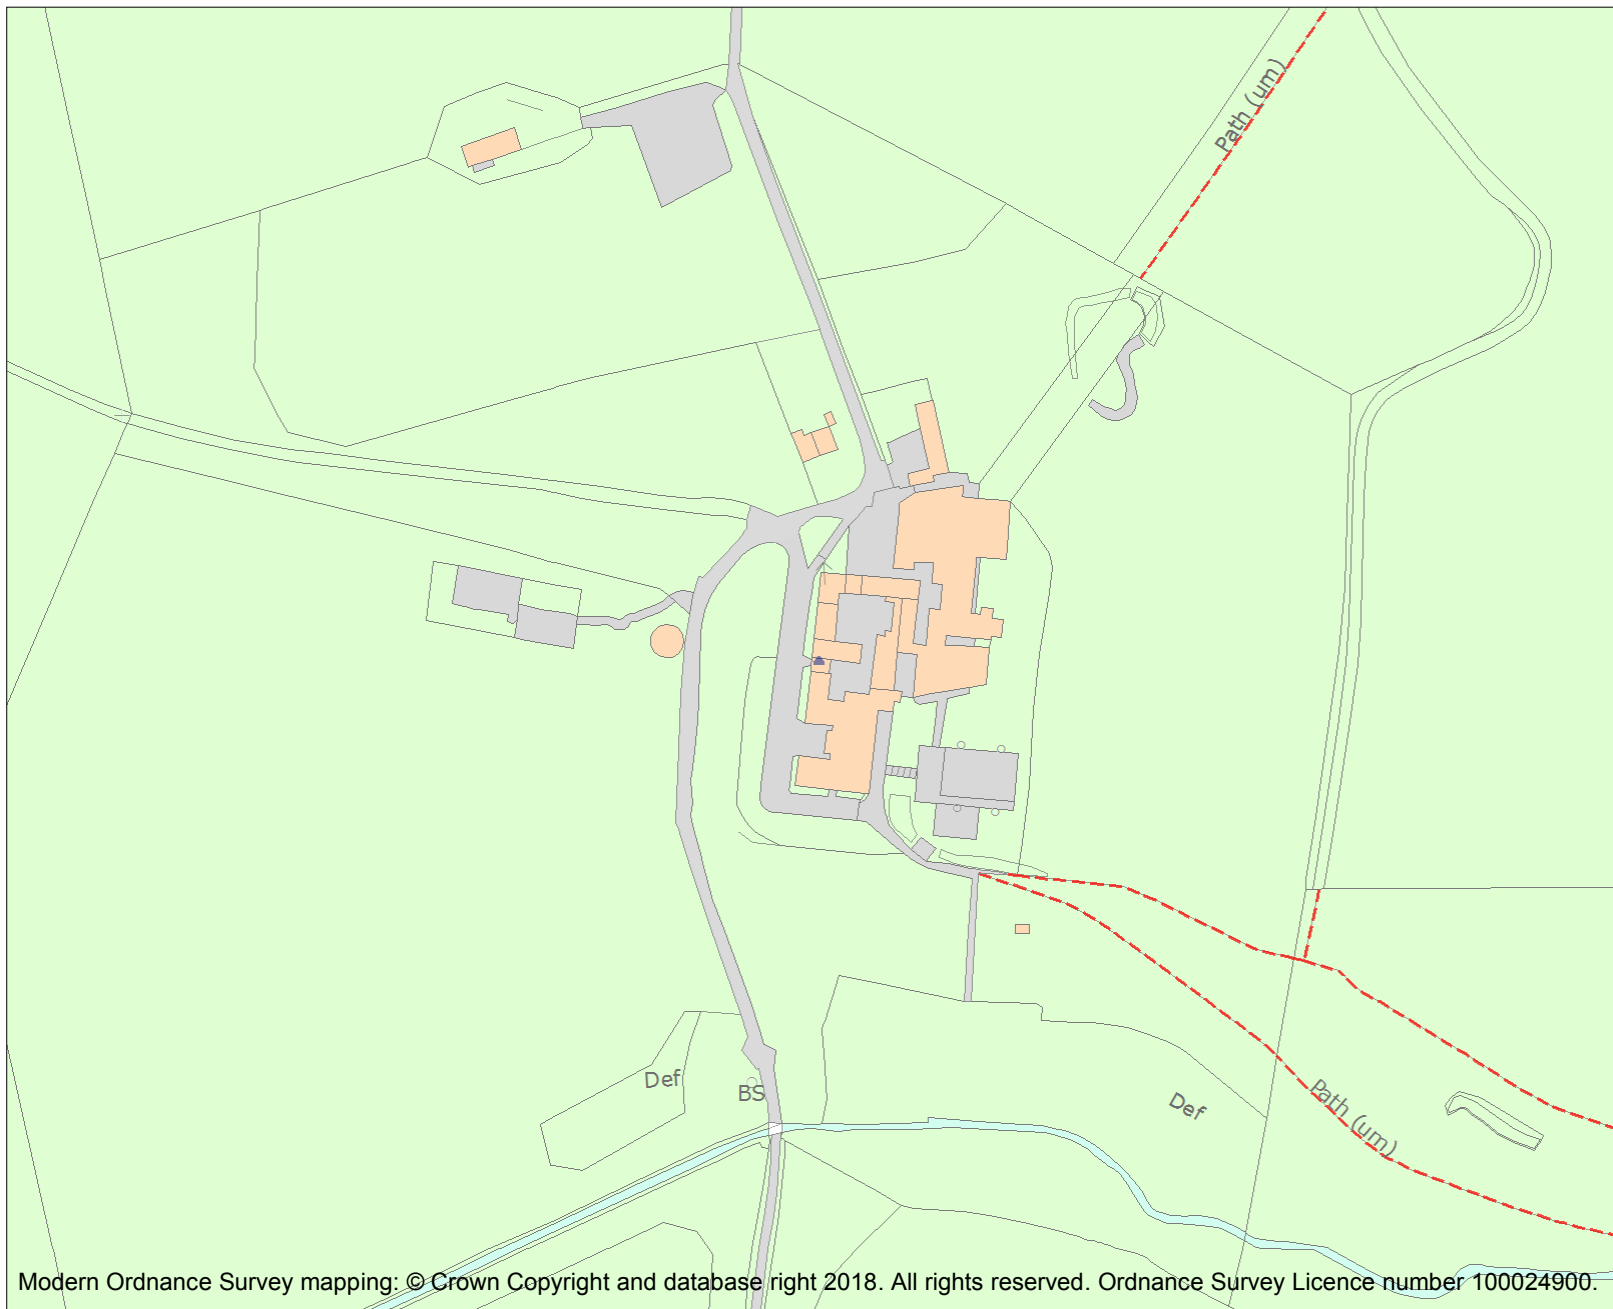 Path (um)
Def
BS
Def
Path (um)
Modern Ordnance Survey mapping: © Crown Copyright and database right 2018. All rights reserved. Ordnance Survey Licence number 100024900.